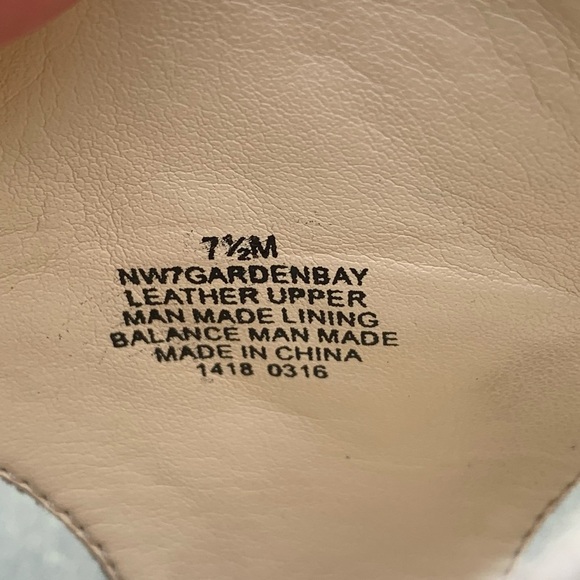 7½M
NW7GARDENBAY
LEATHER UPPER
MAN MADE LINING
BALANCE MAN MADE
MADE IN CHINA
1418 0316